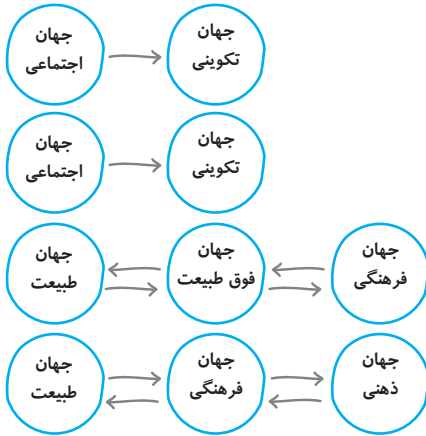 جهان
تکوینی
جهان
اجتماعی
جهان
تکوینی
جهان
اجتماعی
جهان
فرهنگی
جهان
فوق طبیعت
جهان
طبیعت
جهان
ذهنی
جهان
فرهنگی
جهان
طبیعت